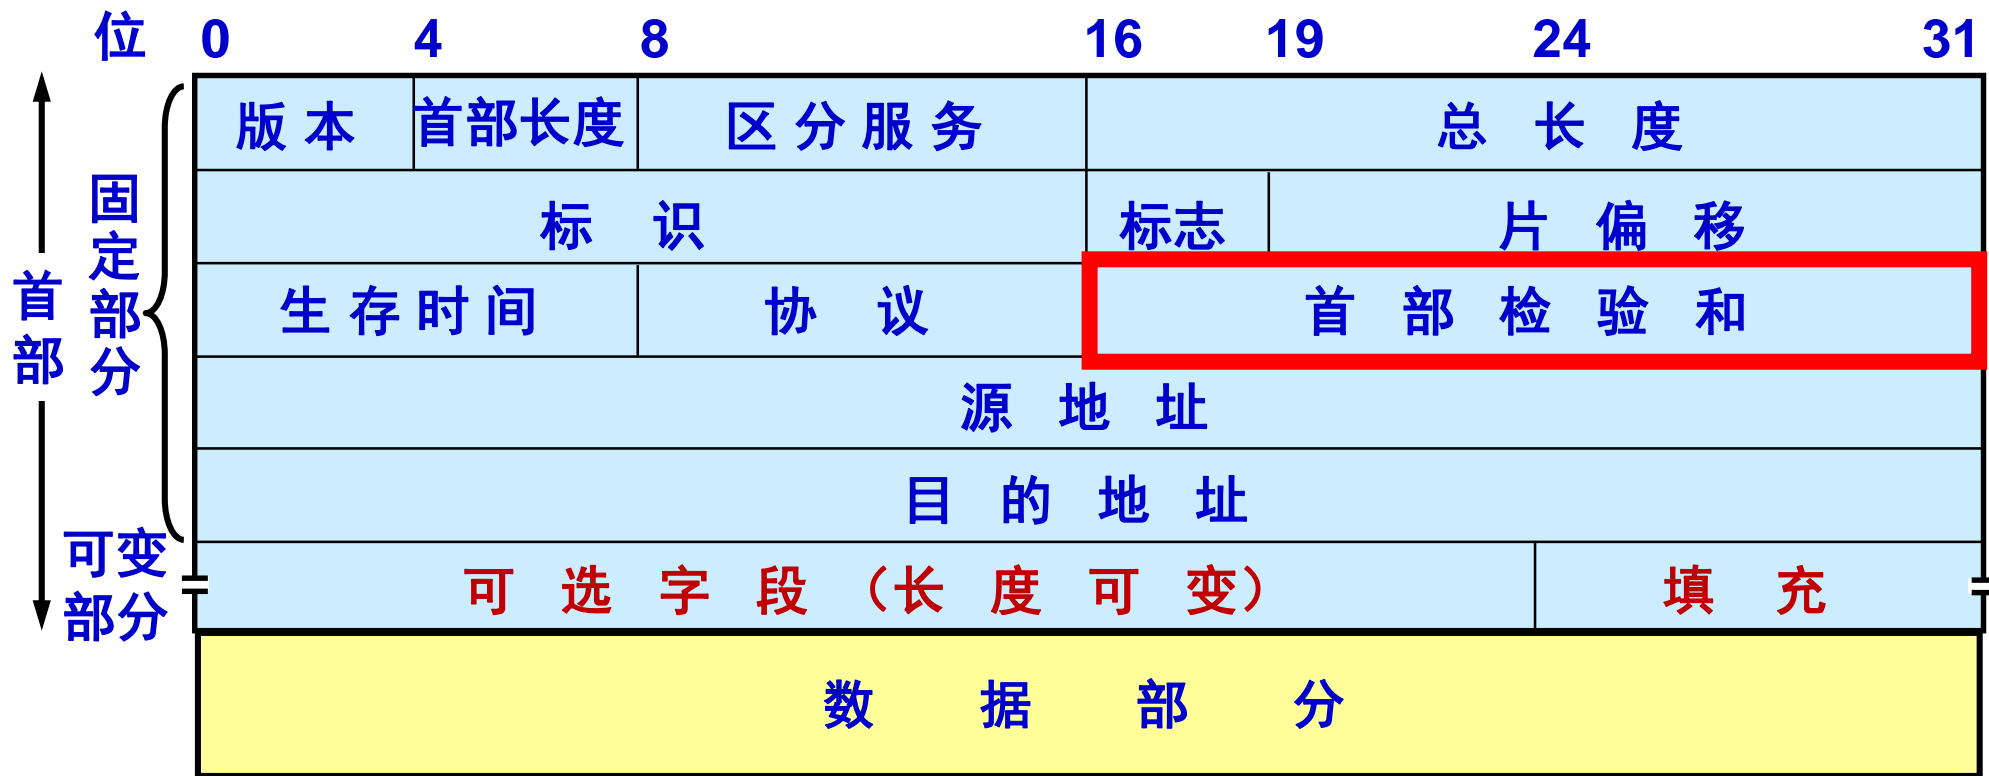 位 0 4 8 16 19 24 31
版本 首部长度 区分服务 总长度
标识 标志 片偏移
生存时间 协议 首部检验和
源地址
目的地址
可选字段（长度可变） 填充
数据部分
首部
固定部分
可变
部分